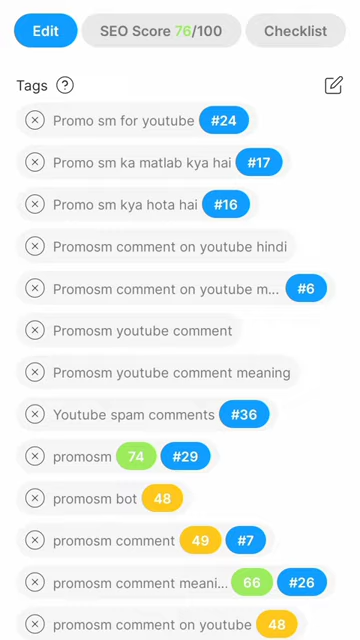 Edit SEO Score 76/100 Checklist
Tags ?
Promo sm for youtube #24
Promo sm ka matlab kya hai #17
Promo sm kya hota hai #16
Promosm comment on youtube hindi
Promosm comment on youtube m... #6
Promosm youtube comment
Promosm youtube comment meaning
Youtube spam comments #36
promosm 74 #29
promosm bot 48
promosm comment 49 #7
promosm comment meani... 66 #26
promosm comment on youtube 48